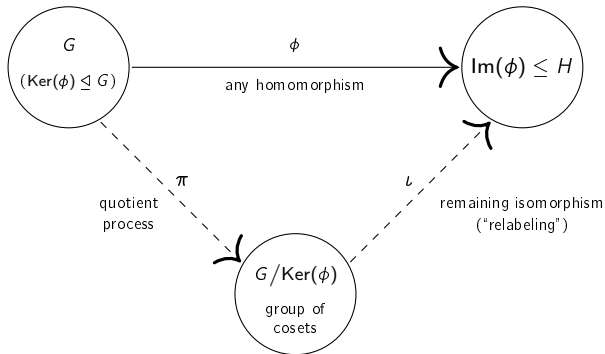 G
(Ker(ϕ) ⊴ G)
ϕ
any homomorphism
Im(ϕ) ≤ H
π
quotient
process
ι
remaining isomorphism
(“relabeling”)
G/Ker(ϕ)
group of
cosets